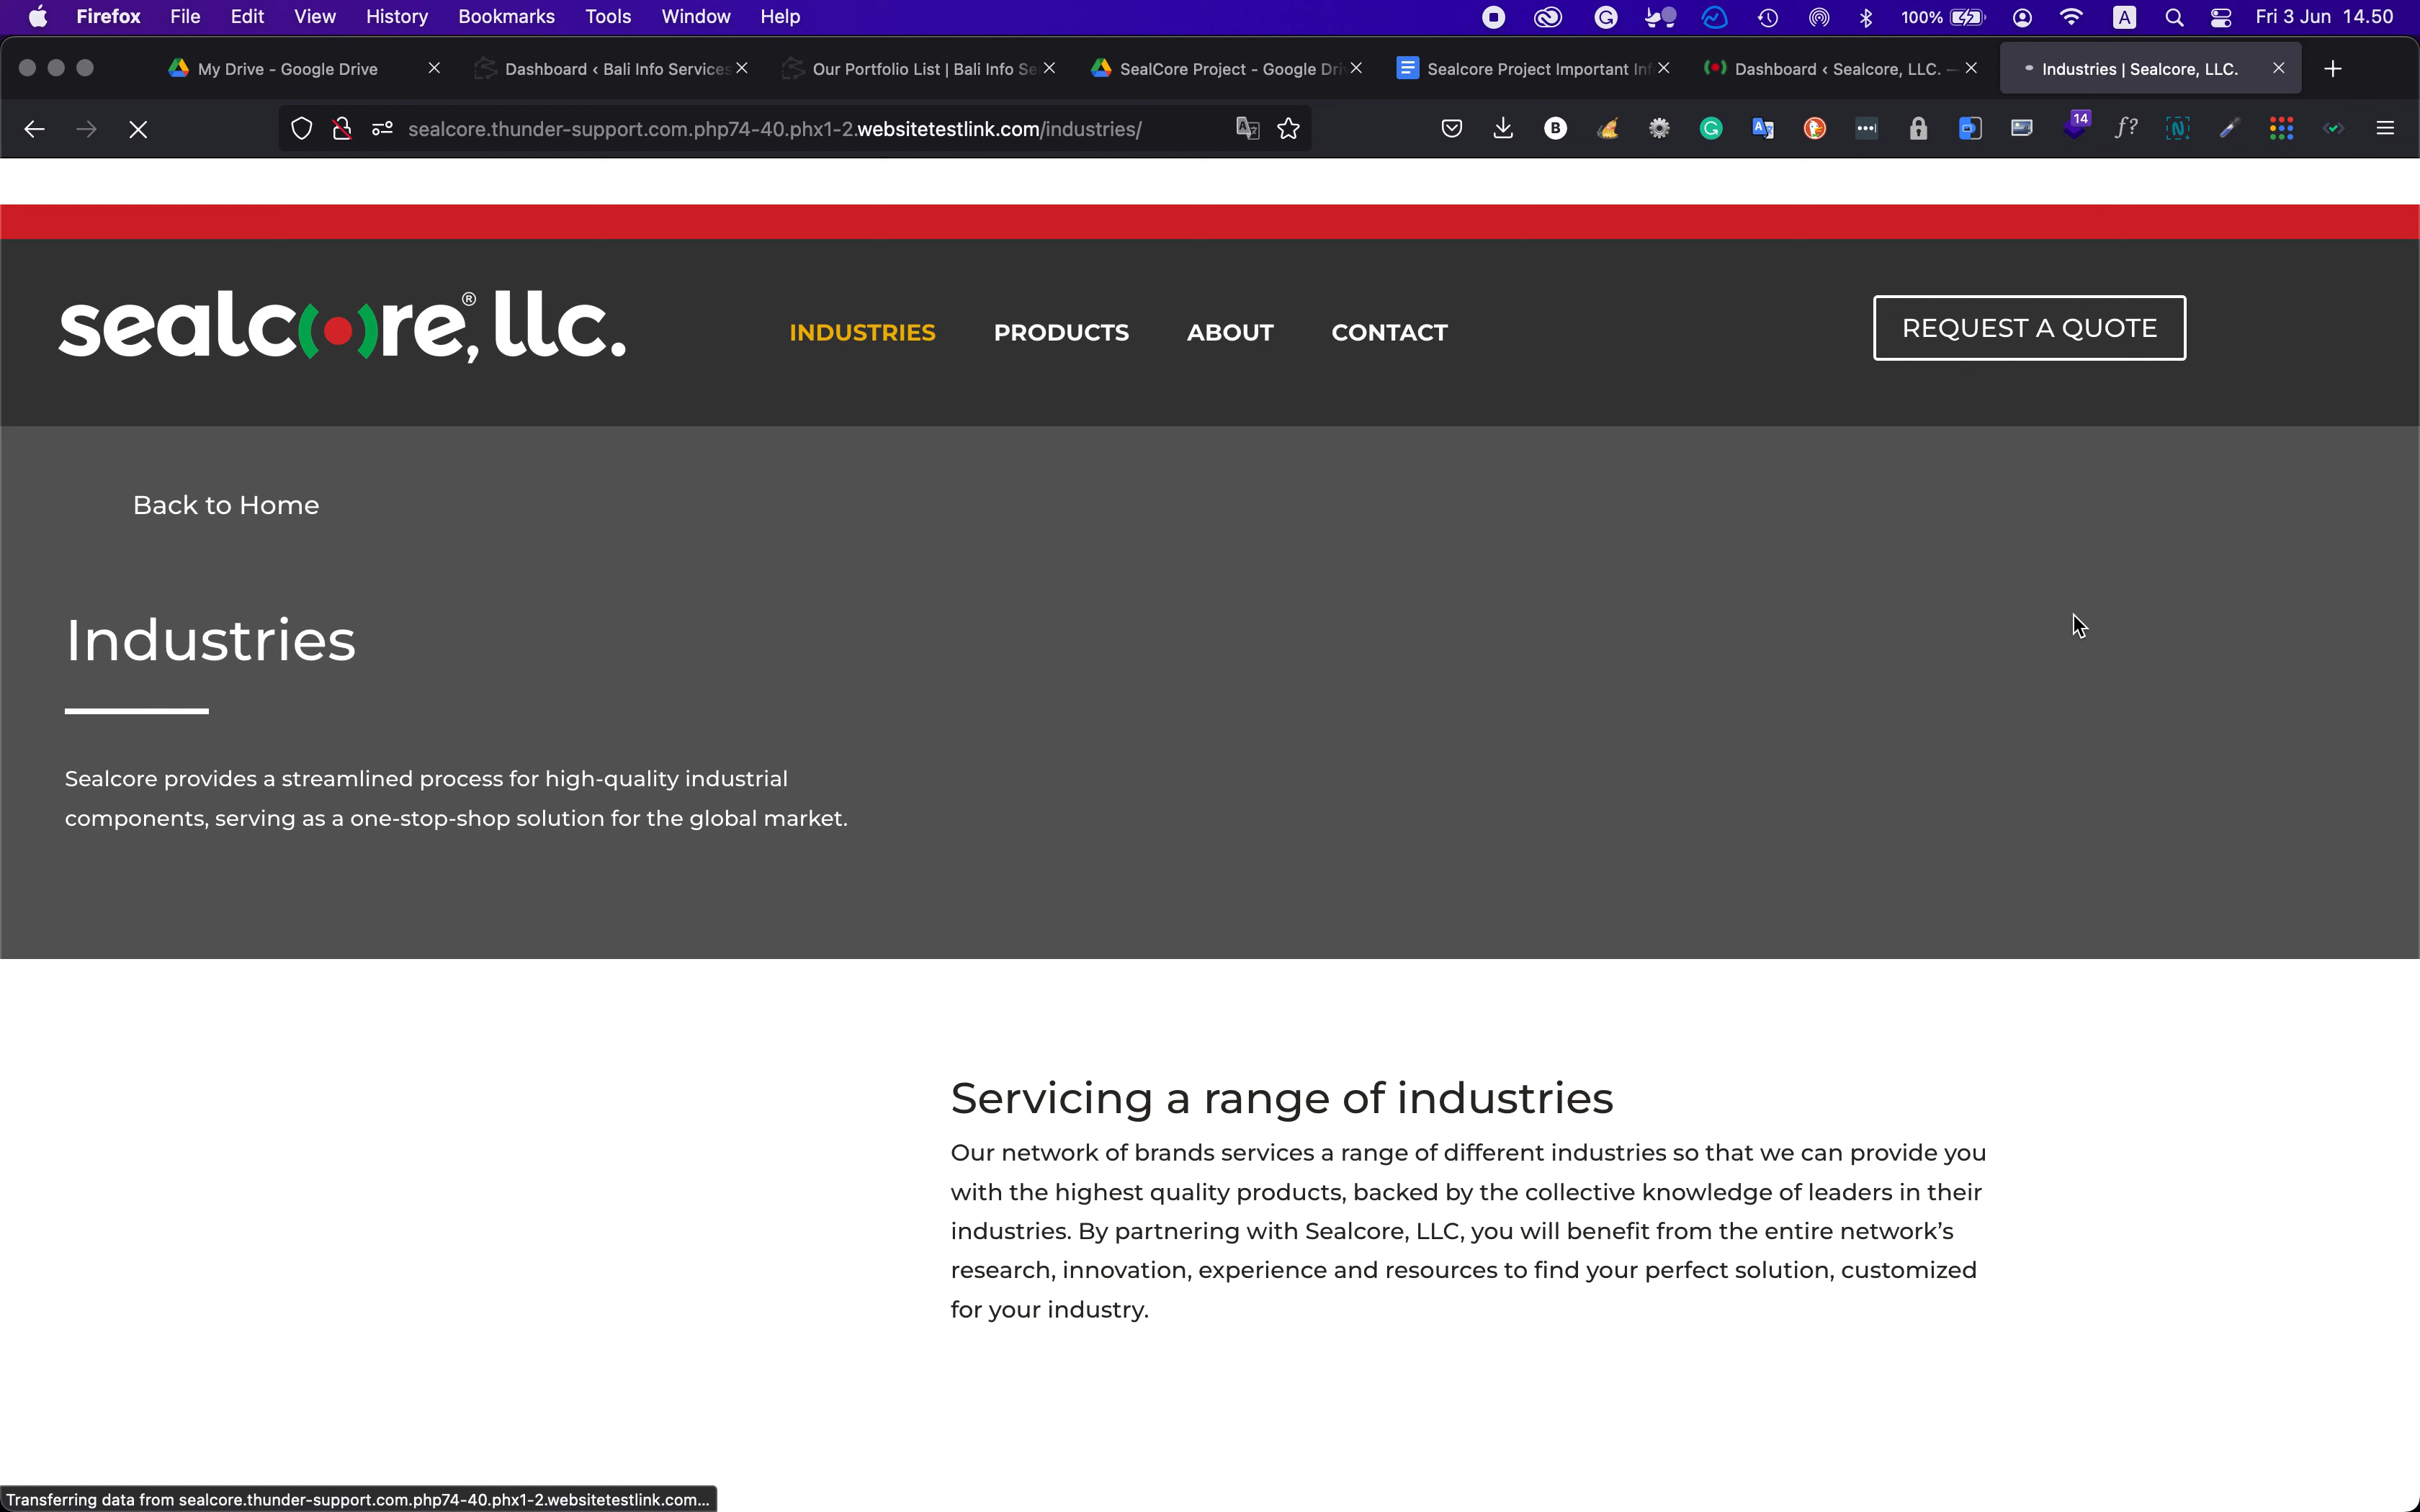 Firefox File Edit View History Bookmarks Tools Window Help 100% A Fri 3 Jun 14.50
My Drive - Google Drive Dashboard ‹ Bali Info Services Our Portfolio List | Bali Info Se SealCore Project - Google Dri Sealcore Project Important Inf Dashboard ‹ Sealcore, LLC. — Industries | Sealcore, LLC.
sealcore.thunder-support.com.php74-40.phx1-2.websitetestlink.com/industries/ 14
sealcore®, llc. INDUSTRIES PRODUCTS ABOUT CONTACT REQUEST A QUOTE
Back to Home
Industries
Sealcore provides a streamlined process for high-quality industrial
components, serving as a one-stop-shop solution for the global market.
Servicing a range of industries
Our network of brands services a range of different industries so that we can provide you
with the highest quality products, backed by the collective knowledge of leaders in their
industries. By partnering with Sealcore, LLC, you will benefit from the entire network’s
research, innovation, experience and resources to find your perfect solution, customized
for your industry.
Transferring data from sealcore.thunder-support.com.php74-40.phx1-2.websitetestlink.com...